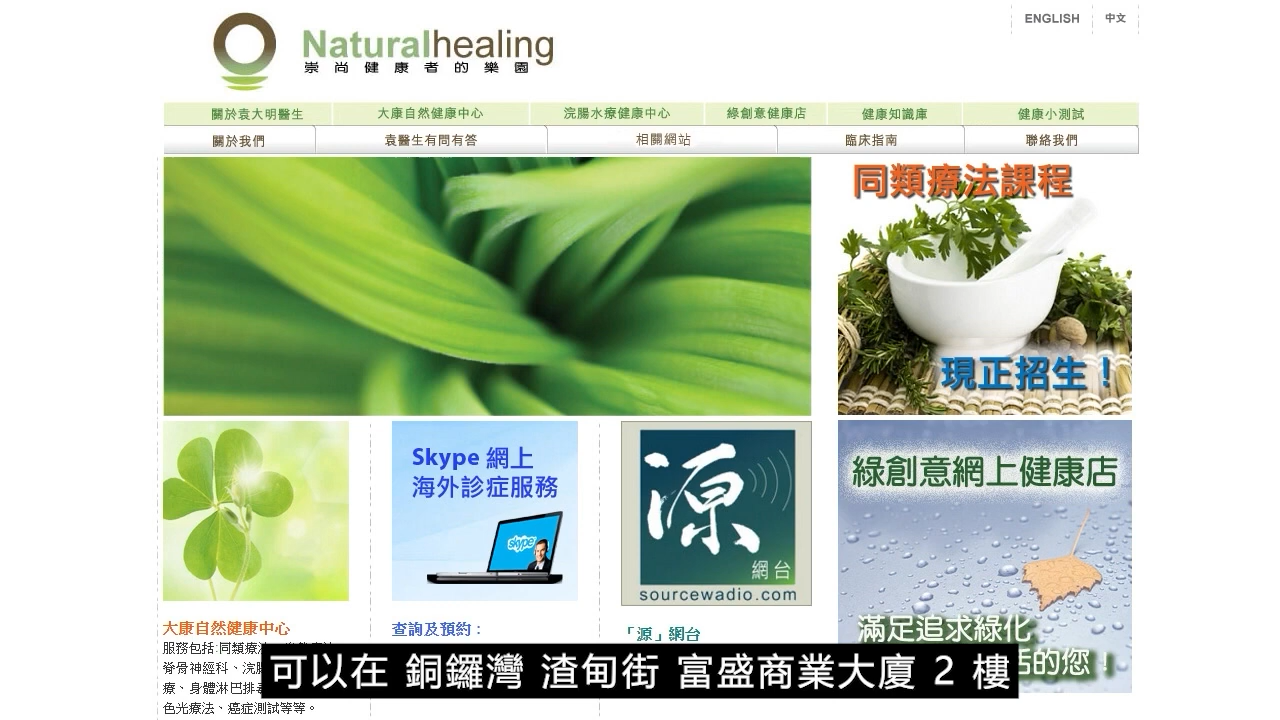 ENGLISH 中文
Naturalhealing
崇尚健康者的樂園
關於袁大明醫生 大康自然健康中心 浣腸水療健康中心 綠創意健康店 健康知識庫 健康小測試
關於我們 袁醫生有問有答 相關網站 臨床指南 聯絡我們
同類療法課程
現正招生！
Skype 網上
海外診症服務
skype
源
網台
sourcewadio.com
綠創意網上健康店
滿足追求綠化
活的您！
大康自然健康中心
服務包括:同類療法
脊骨神經科、浣腸
療、身體淋巴排毒
色光療法、癌症測試等等。
查詢及預約：
「源」網台
可以在 銅鑼灣 渣甸街 富盛商業大廈 2 樓